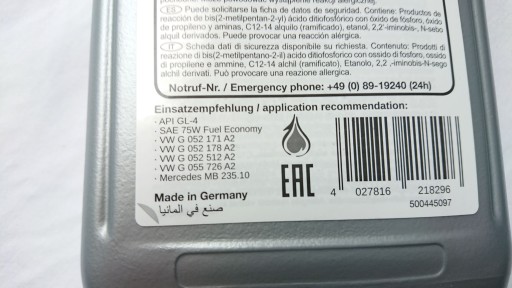 ES Puede solicitarse la ficha de datos de seguridad. Contiene: Productos de
reacción de bis(2-metilpentan-2-yl) ácido ditiofosfórico con óxido de fósforo, óxido
de propileno y aminas, C12-14 alquilo (ramificado), etanol, 2,2'-iminobis-, N-sebo
alquil derivados. Puede provocar una reacción alérgica.
IT Scheda dati di sicurezza disponibile su richiesta. Contenuto: Prodotti di
reazione di bis(2-metilpentano-2-il) acido ditiofosforico con ossido di fosforo, ossido
di propilene e ammine, C12-14 alchil (ramificato), Etanolo, 2,2 ,-iminobis-N-sego
alchil derivati. Può provocare una reazione allergica.
Notruf-Nr. / Emergency phone: +49 (0) 89-19240 (24h)
Einsatzempfehlung / application recommendation:
- API GL-4
- SAE 75W Fuel Economy
- VW G 052 171 A2
- VW G 052 178 A2
- VW G 052 512 A2
- VW G 055 726 A2
- Mercedes MB 235.10
EAC
4 027816 218296
500445097
Made in Germany
صنع في المانيا